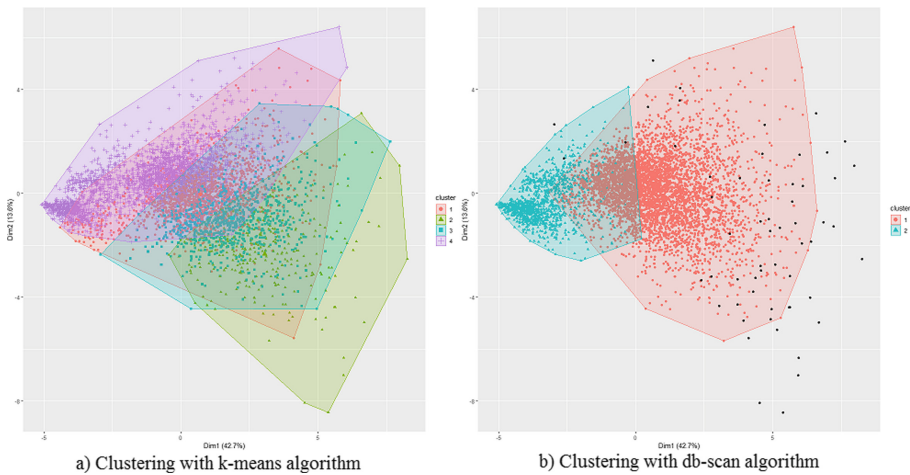 4
0
-4
-8
Dim2 (13.6%)
-5
0
5
Dim1 (42.7%)
cluster
1
2
3
4
a) Clustering with k-means algorithm
4
0
-4
-8
Dim2 (13.6%)
-5
0
5
Dim1 (42.7%)
cluster
1
2
b) Clustering with db-scan algorithm